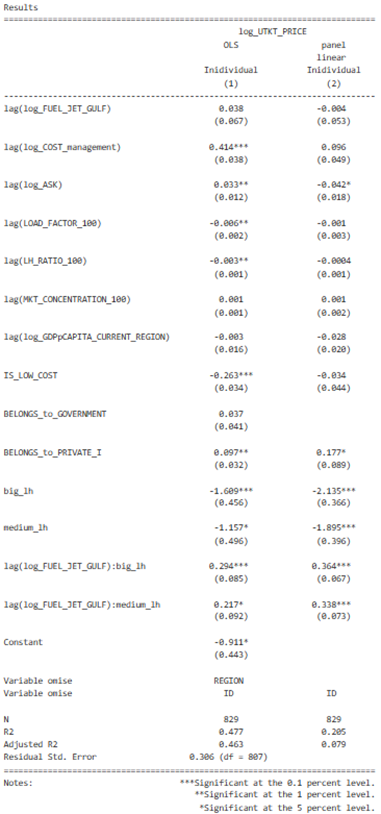 Results
log_UTKT_PRICE
OLS panel
linear
Inidividual Inidividual
(1) (2)
lag(log_FUEL_JET_GULF) 0.038 -0.004
(0.067) (0.053)
lag(log_COST_management) 0.414*** 0.096
(0.038) (0.049)
lag(log_ASK) 0.033** -0.042*
(0.012) (0.018)
lag(LOAD_FACTOR_100) -0.006** -0.001
(0.002) (0.003)
lag(LH_RATIO_100) -0.003** -0.0004
(0.001) (0.001)
lag(MKT_CONCENTRATION_100) 0.001 0.001
(0.001) (0.002)
lag(log_GDPpCAPITA_CURRENT_REGION) -0.003 -0.028
(0.016) (0.020)
IS_LOW_COST -0.263*** -0.034
(0.034) (0.044)
BELONGS_to_GOVERNMENT 0.037
(0.041)
BELONGS_to_PRIVATE_I 0.097** 0.177*
(0.032) (0.089)
big_lh -1.609*** -2.135***
(0.456) (0.366)
medium_lh -1.157* -1.895***
(0.496) (0.396)
lag(log_FUEL_JET_GULF):big_lh 0.294*** 0.364***
(0.085) (0.067)
lag(log_FUEL_JET_GULF):medium_lh 0.217* 0.338***
(0.092) (0.073)
Constant -0.911*
(0.443)
Variable omise REGION
Variable omise ID ID
N 829 829
R2 0.477 0.205
Adjusted R2 0.463 0.079
Residual Std. Error 0.306 (df = 807)
Notes: ***Significant at the 0.1 percent level.
**Significant at the 1 percent level.
*Significant at the 5 percent level.